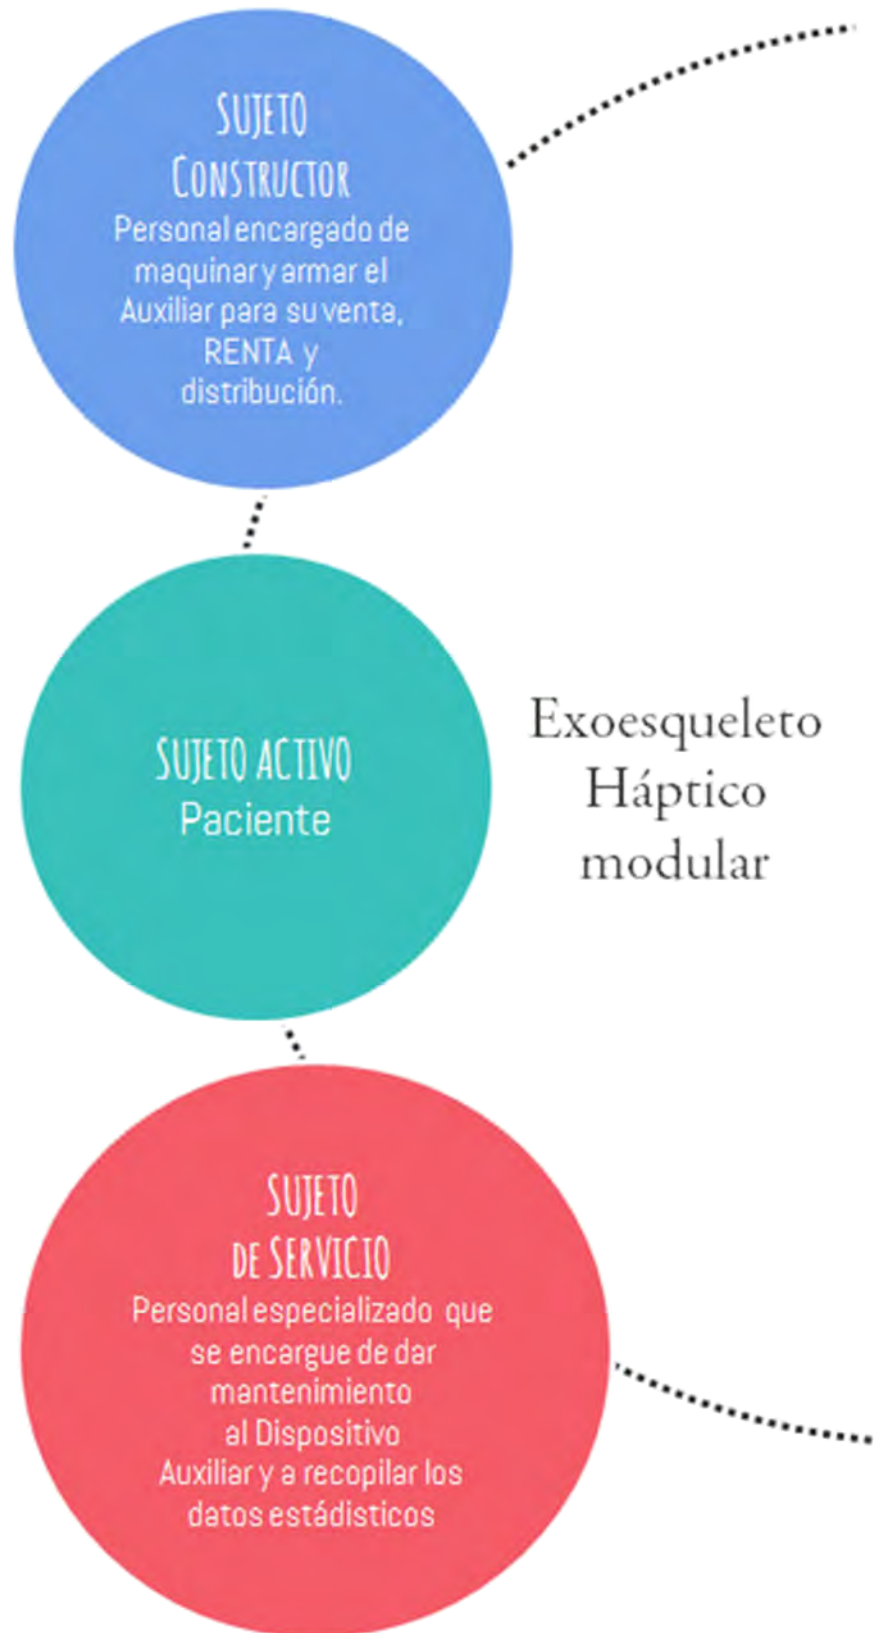 SUJETO
CONSTRUCTOR
Personal encargado de
maquinar y armar el
Auxiliar para su venta,
RENTA y
distribución.
SUJETO ACTIVO
Paciente
Exoesqueleto
Háptico
modular
SUJETO
DE SERVICIO
Personal especializado que
se encargue de dar
mantenimiento
al Dispositivo
Auxiliar y a recopilar los
datos estádisticos